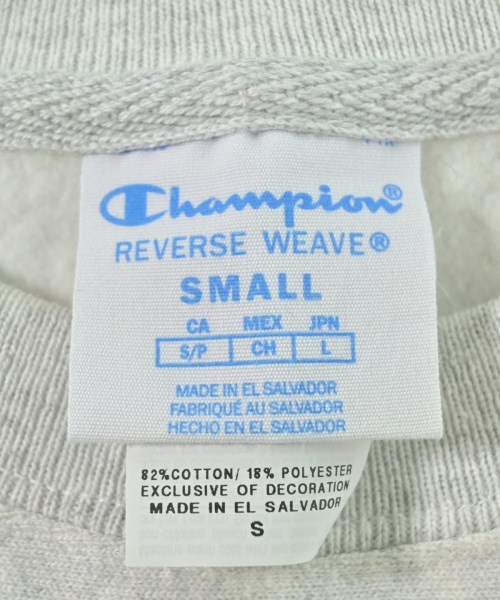 Champion®
REVERSE WEAVE®
SMALL
CA MEX JPN
S/P CH L
MADE IN EL SALVADOR
FABRIQUÉ AU SALVADOR
HECHO EN EL SALVADOR
82%COTTON/ 18% POLYESTER
EXCLUSIVE OF DECORATION
MADE IN EL SALVADOR
S